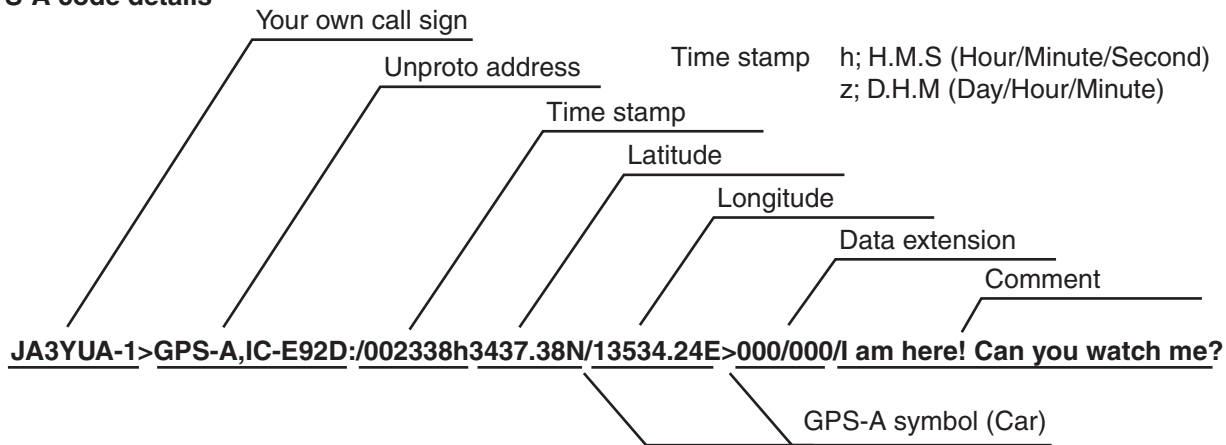 S-A code details
Your own call sign
Unproto address
Time stamp
Latitude
Longitude
Data extension
Comment
Time stamp h; H.M.S (Hour/Minute/Second)
z; D.H.M (Day/Hour/Minute)
JA3YUA-1>GPS-A,IC-E92D:/002338h3437.38N/13534.24E>000/000/I am here! Can you watch me?
GPS-A symbol (Car)